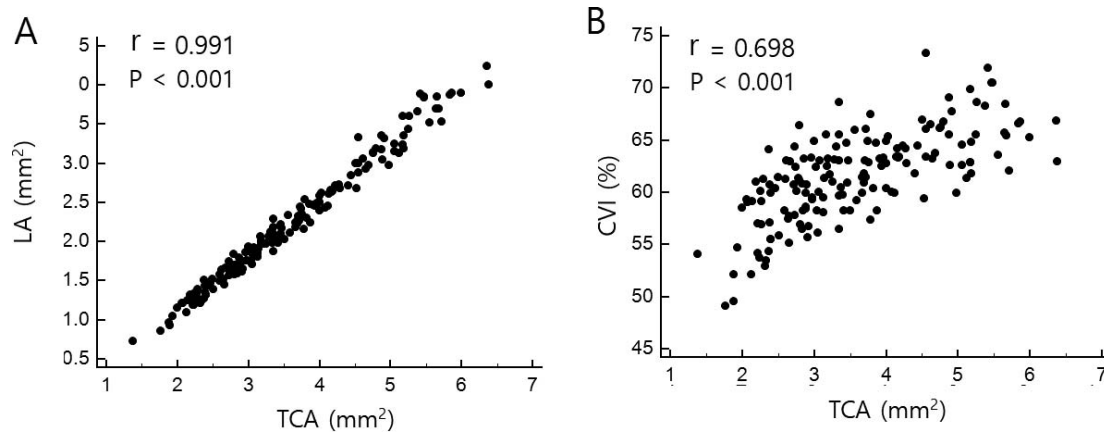 A
r = 0.991
P < 0.001
5
0
5
3.0
2.5
2.0
1.5
1.0
0.5
LA (mm²)
1 2 3 4 5 6 7
TCA (mm²)
B
r = 0.698
P < 0.001
75
70
65
60
55
50
45
CVI (%)
1 2 3 4 5 6 7
TCA (mm²)